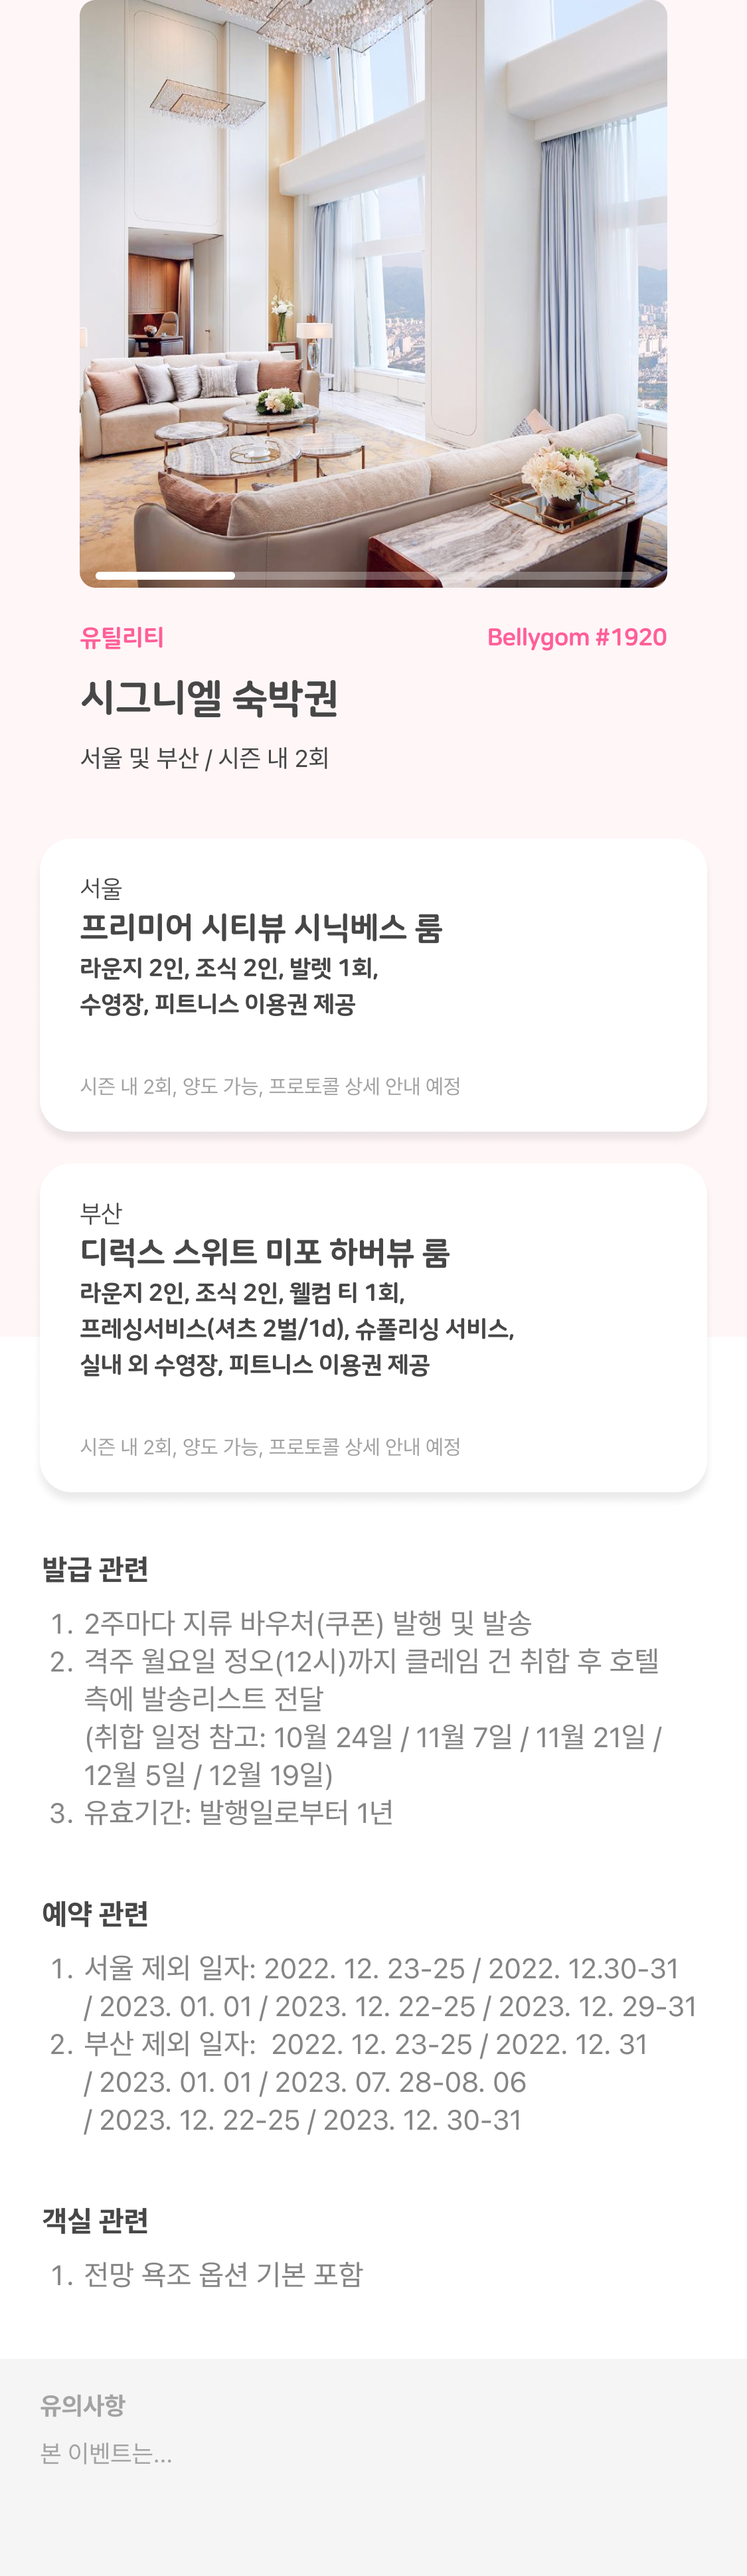 유틸리티 Bellygom #1920
시그니엘 숙박권
서울 및 부산 / 시즌 내 2회
서울
프리미어 시티뷰 시닉베스 룸
라운지 2인, 조식 2인, 발렛 1회,
수영장, 피트니스 이용권 제공
시즌 내 2회, 양도 가능, 프로토콜 상세 안내 예정
부산
디럭스 스위트 미포 하버뷰 룸
라운지 2인, 조식 2인, 웰컴 티 1회,
프레싱서비스(셔츠 2벌/1d), 슈폴리싱 서비스,
실내 외 수영장, 피트니스 이용권 제공
시즌 내 2회, 양도 가능, 프로토콜 상세 안내 예정
발급 관련
1. 2주마다 지류 바우처(쿠폰) 발행 및 발송
2. 격주 월요일 정오(12시)까지 클레임 건 취합 후 호텔
측에 발송리스트 전달
(취합 일정 참고: 10월 24일 / 11월 7일 / 11월 21일 /
12월 5일 / 12월 19일)
3. 유효기간: 발행일로부터 1년
예약 관련
1. 서울 제외 일자: 2022. 12. 23-25 / 2022. 12.30-31
/ 2023. 01. 01 / 2023. 12. 22-25 / 2023. 12. 29-31
2. 부산 제외 일자: 2022. 12. 23-25 / 2022. 12. 31
/ 2023. 01. 01 / 2023. 07. 28-08. 06
/ 2023. 12. 22-25 / 2023. 12. 30-31
객실 관련
1. 전망 욕조 옵션 기본 포함
유의사항
본 이벤트는...